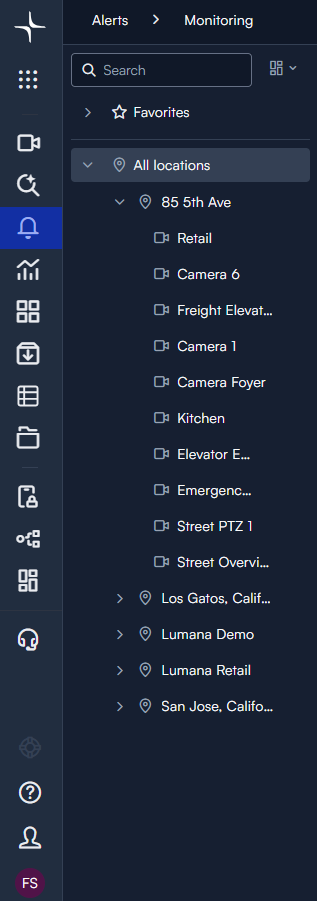 Alerts > Monitoring
Search
Favorites
All locations
85 5th Ave
Retail
Camera 6
Freight Elevat...
Camera 1
Camera Foyer
Kitchen
Elevator E...
Emergenc...
Street PTZ 1
Street Overvi...
Los Gatos, Calif...
Lumana Demo
Lumana Retail
San Jose, Califo...
FS